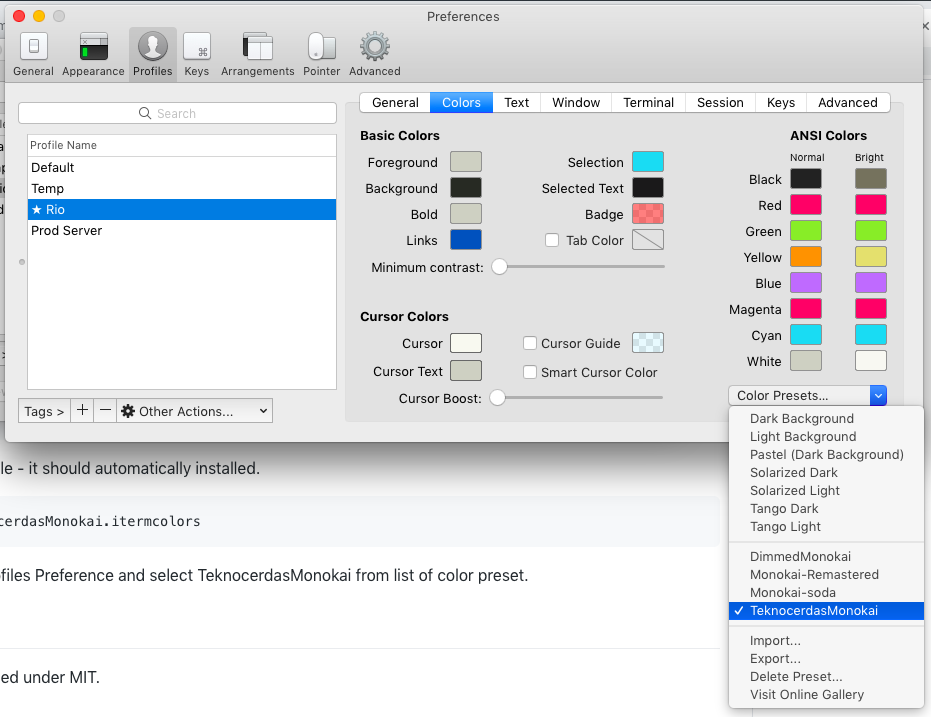 Preferences
General Appearance Profiles Keys Arrangements Pointer Advanced
Search
Profile Name
Default
Temp
★ Rio
Prod Server
Tags > + − Other Actions...
General Colors Text Window Terminal Session Keys Advanced
Basic Colors
Foreground
Background
Bold
Links
Selection
Selected Text
Badge
Tab Color
Minimum contrast:
Cursor Colors
Cursor
Cursor Text
Cursor Boost:
Cursor Guide
Smart Cursor Color
ANSI Colors
Normal Bright
Black
Red
Green
Yellow
Blue
Magenta
Cyan
White
Color Presets...
Dark Background
Light Background
Pastel (Dark Background)
Solarized Dark
Solarized Light
Tango Dark
Tango Light
DimmedMonokai
Monokai-Remastered
Monokai-soda
✓ TeknocerdasMonokai
Import...
Export...
Delete Preset...
Visit Online Gallery
le - it should automatically installed.
cerdasMonokai.itermcolors
files Preference and select TeknocerdasMonokai from list of color preset.
ed under MIT.